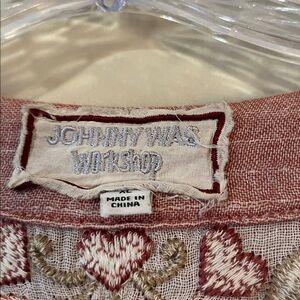 JOHNNY WAS
WORKSHOP
XL
MADE IN
CHINA